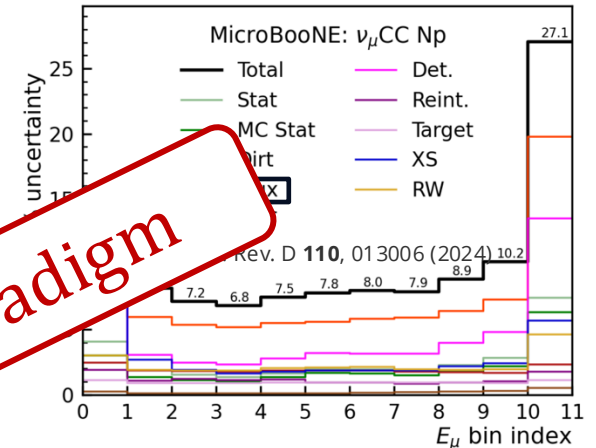 MicroBooNE: νμCC Np
Total
Det.
Stat
Reint.
MC Stat
Target
XS
RW
uncertainty
25
20
27.1
Rev. D 110, 013006 (2024)
10.2
8.9
7.2
6.8
7.5
7.8
8.0
7.9
adigm
0
0 1 2 3 4 5 6 7 8 9 10 11
Eμ bin index